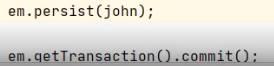 em.persist(john);
em.getTransaction().commit();